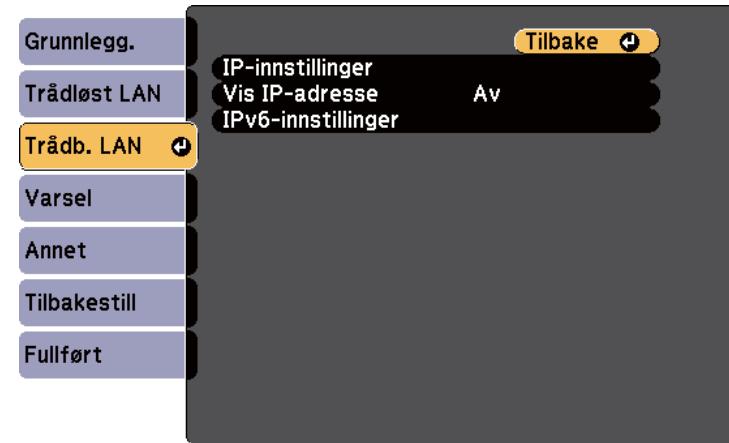 Grunnlegg.
Trådløst LAN
Trådb. LAN
Varsel
Annet
Tilbakestill
Fullført
Tilbake
IP-innstillinger
Vis IP-adresse Av
IPv6-innstillinger